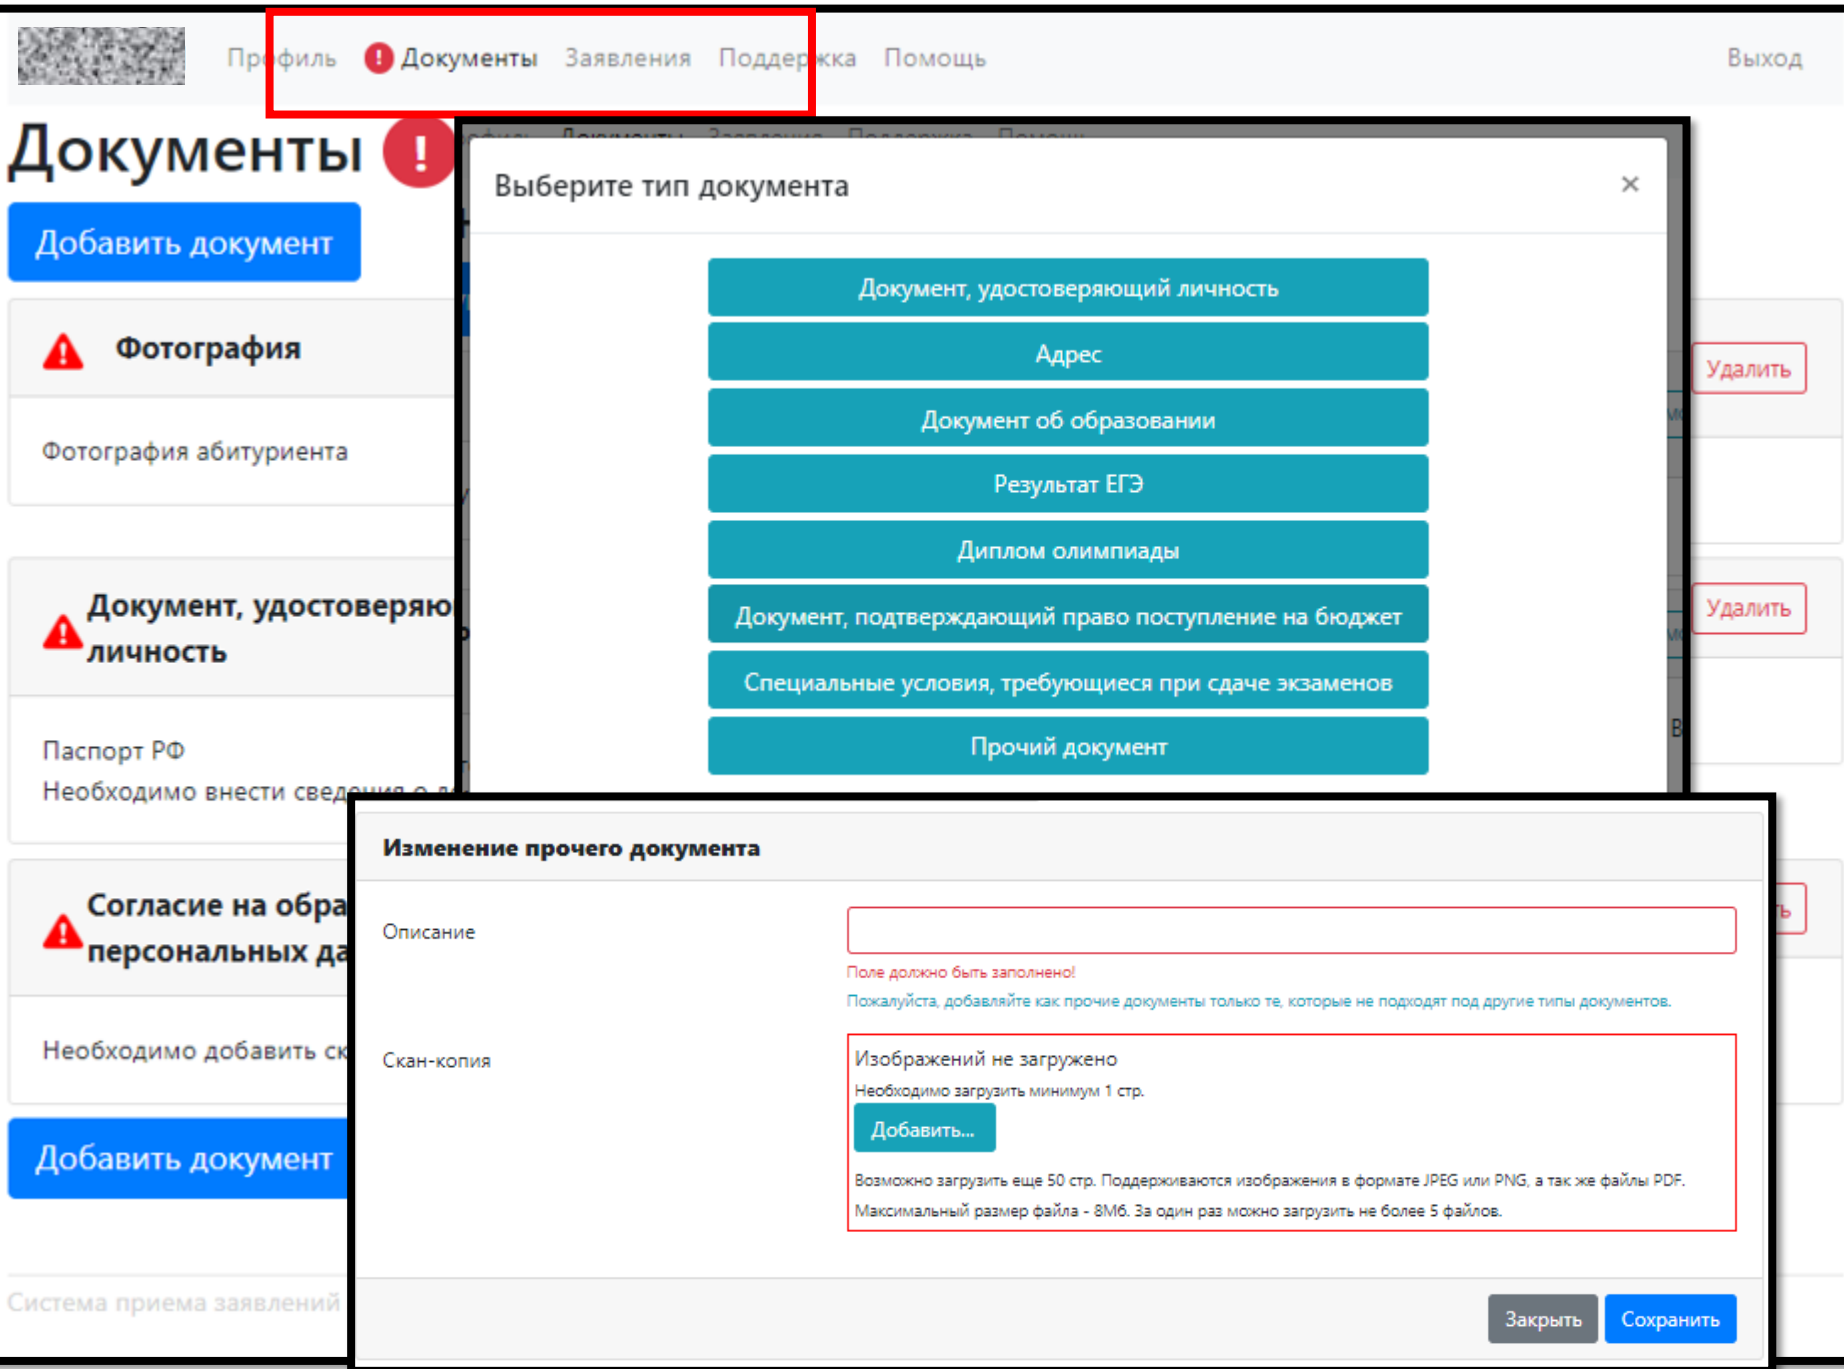 Профиль Документы Заявления Поддержка Помощь Выход
Документы
Добавить документ
Фотография
Удалить
Фотография абитуриента
Документ,
личность
Удалить
Паспорт РФ
Необходимо внести сведения о
Согласие на
персональных
Необходимо добавить
Добавить документ
Система приема заявлений
Документы Заявления Поддержка Помощь
Выберите тип документа ×
Документ, удостоверяющий личность
Адрес
Документ об образовании
Результат ЕГЭ
Диплом олимпиады
Документ, подтверждающий право поступление на бюджет
Специальные условия, требующиеся при сдаче экзаменов
Прочий документ
Изменение прочего документа
Описание
Поле должно быть заполнено!
Пожалуйста, добавляйте как прочие документы только те, которые не подходят под другие типы документов.
Скан-копия
Изображений не загружено
Необходимо загрузить минимум 1 стр.
Добавить...
Возможно загрузить еще 50 стр. Поддерживаются изображения в формате JPEG или PNG, а так же файлы PDF.
Максимальный размер файла - 8Мб. За один раз можно загрузить не более 5 файлов.
Закрыть Сохранить